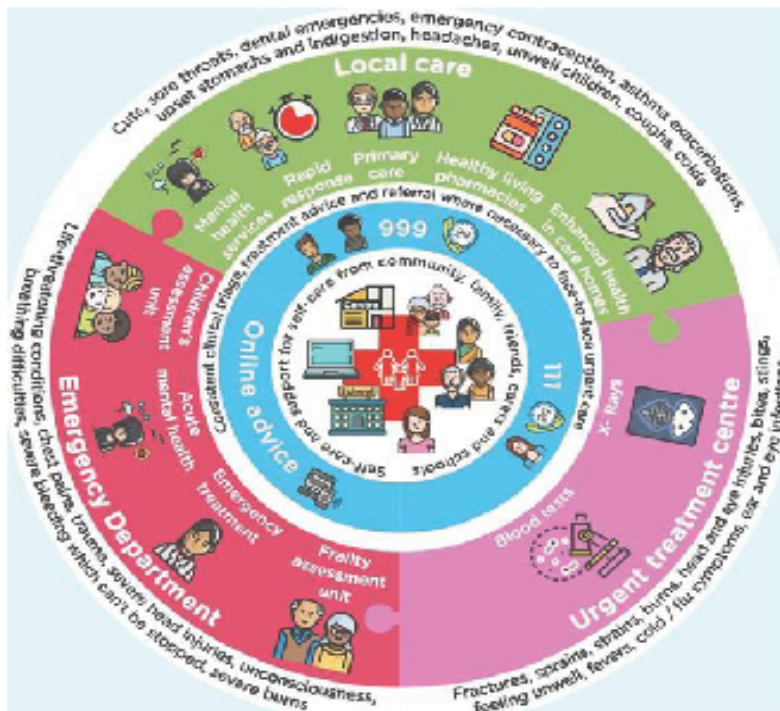 Cuts, sore throats, dental emergencies, emergency contraception, asthma exacerbations,
upset stomachs and indigestion, headaches, unwell children, coughs, colds
Local care
Mental
health
services
Rapid
response
Primary
care
Healthy living
pharmacies
Enhanced health
in care homes
Consistent clinical triage, treatment advice and referral where necessary to face-to-face urgent care
999
111
Online advice
Self-care and support for self-care from community, family, friends, carers and schools
Urgent treatment centre
X- Rays
Blood tests
Fractures, sprains, strains, burns, head and eye injuries, bites, stings,
feeling unwell, fevers, cold / flu symptoms, ear and eye
Emergency Department
Children's
assessment
unit
Acute
mental health
Emergency
treatment
Frailty
assessment
unit
Life-threatening conditions, chest pains, trauma, severe head injuries, unconsciousness,
breathing difficulties, severe bleeding which can't be stopped, severe burns